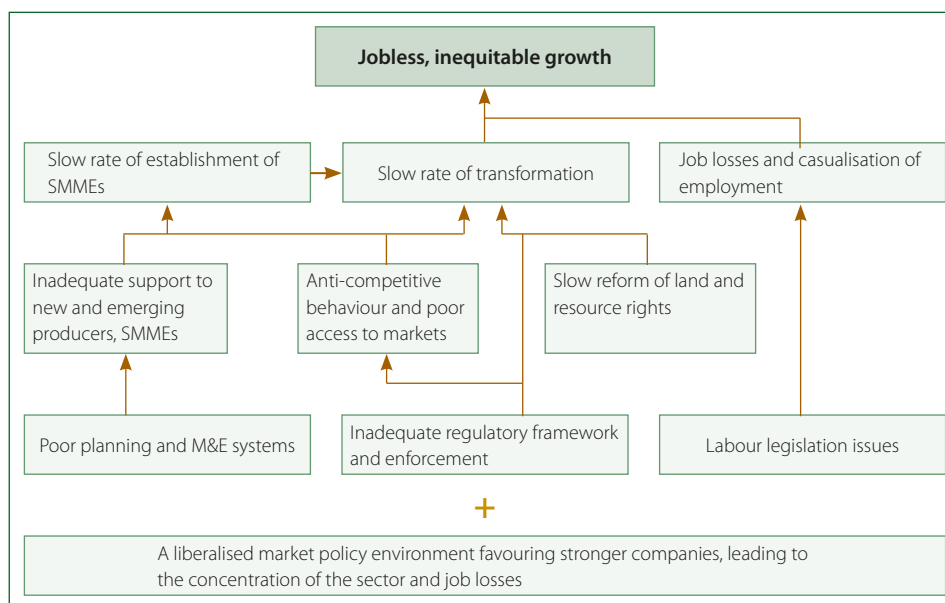 Jobless, inequitable growth
Slow rate of establishment of
SMMEs
Slow rate of transformation
Job losses and casualisation of
employment
Inadequate support to
new and emerging
producers, SMMEs
Anti-competitive
behaviour and poor
access to markets
Slow reform of land and
resource rights
Poor planning and M&E systems
Inadequate regulatory framework
and enforcement
Labour legislation issues
+
A liberalised market policy environment favouring stronger companies, leading to
the concentration of the sector and job losses